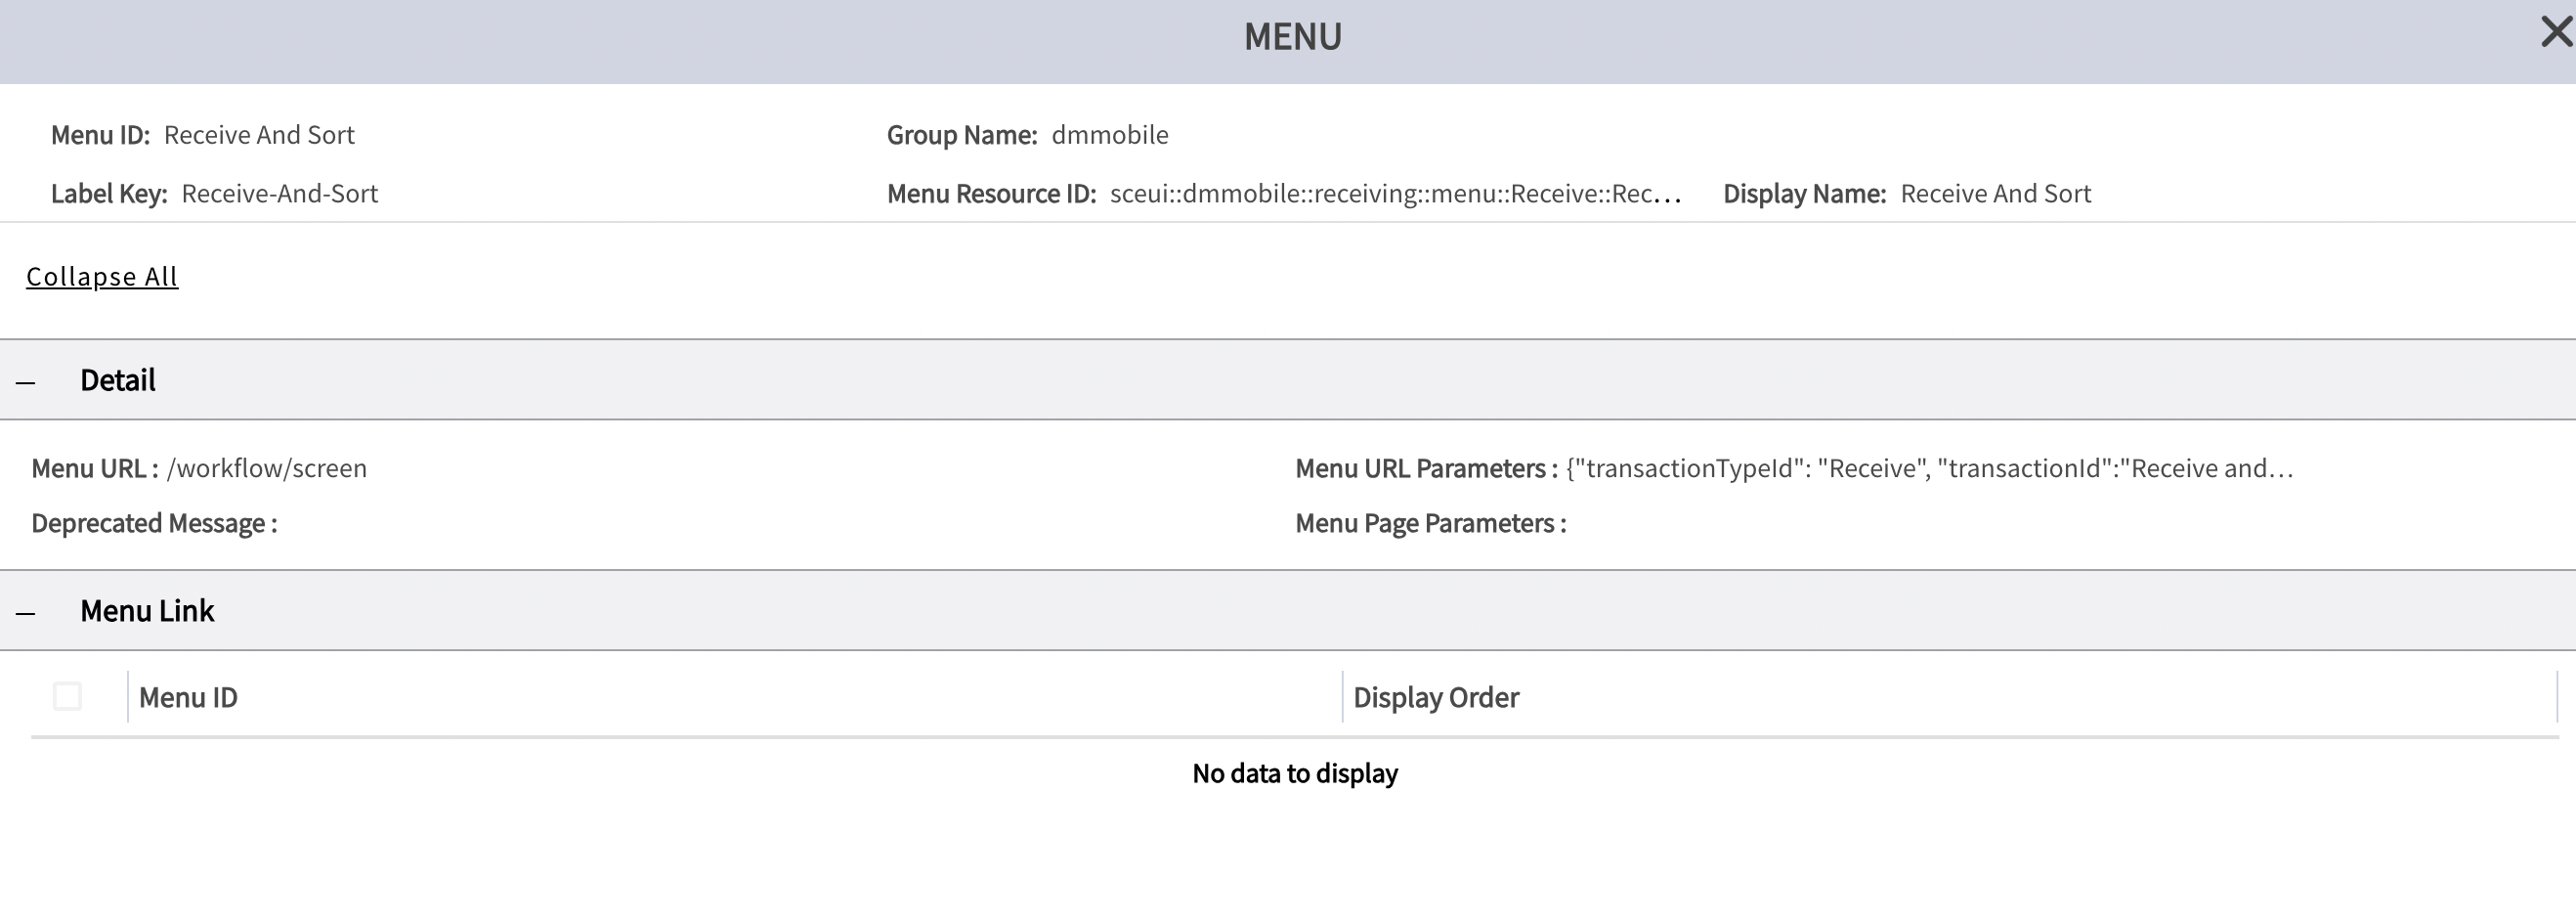 MENU
Menu ID: Receive And Sort Group Name: dmmobile
Label Key: Receive-And-Sort Menu Resource ID: sceui::dmmobile::receiving::menu::Receive::Rec... Display Name: Receive And Sort
Collapse All
Detail
Menu URL : /workflow/screen Menu URL Parameters : {"transactionTypeId": "Receive", "transactionId":"Receive and...
Deprecated Message : Menu Page Parameters :
Menu Link
Menu ID Display Order
No data to display